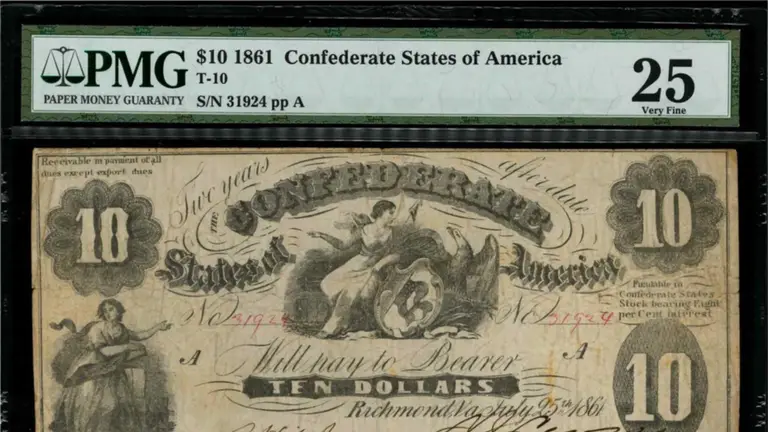 PMG
PAPER MONEY GUARANTY
$10 1861 Confederate States of America
T-10
S/N 31924 pp A
25
Very Fine
Receivable in payment of all
dues except export dues
Two years after date
THE CONFEDERATE
States of America
10
10
Fundable in
Confederate States
Stock bearing Eight
per Cent interest
No 31924
No 31924
A
Will pay to Bearer
A
TEN DOLLARS
10
Richmond, Va. July 25th 1861